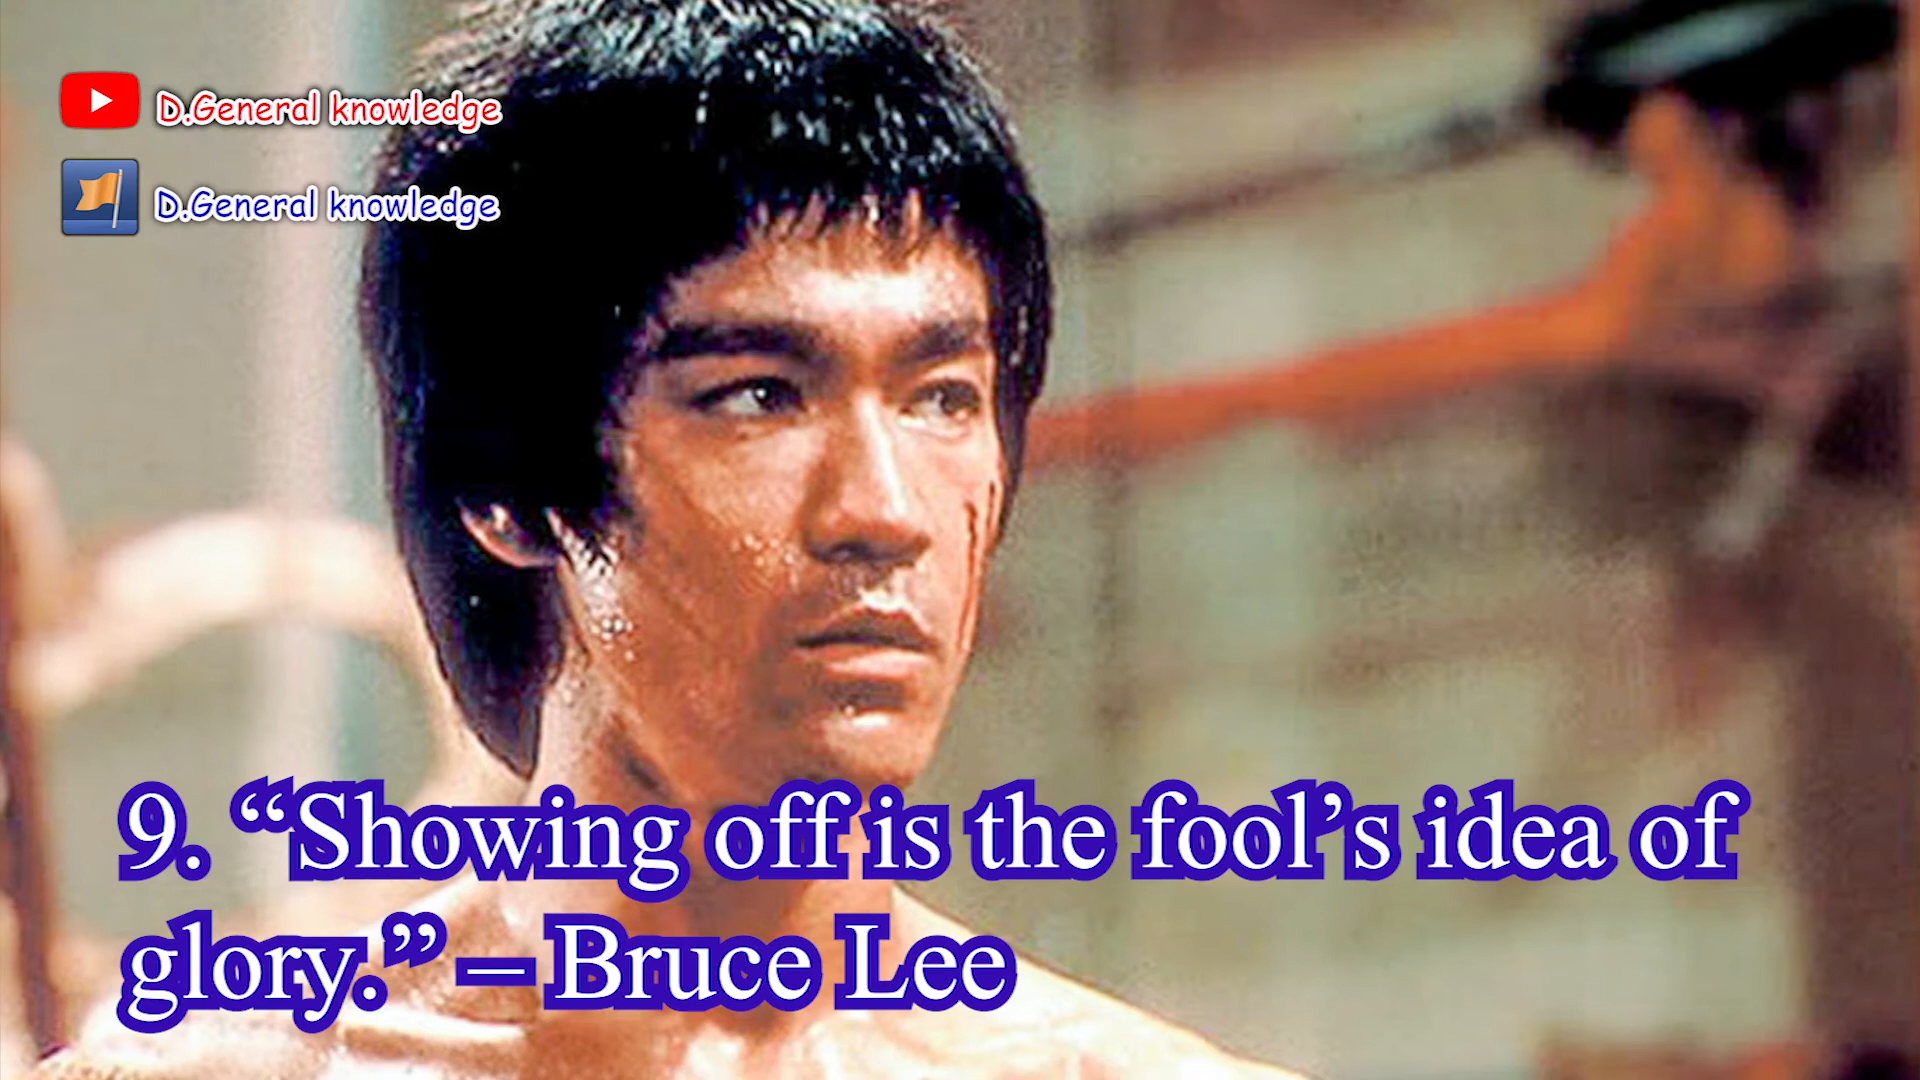 D.General knowledge
D.General knowledge
9. “Showing off is the fool’s idea of
glory.” – Bruce Lee